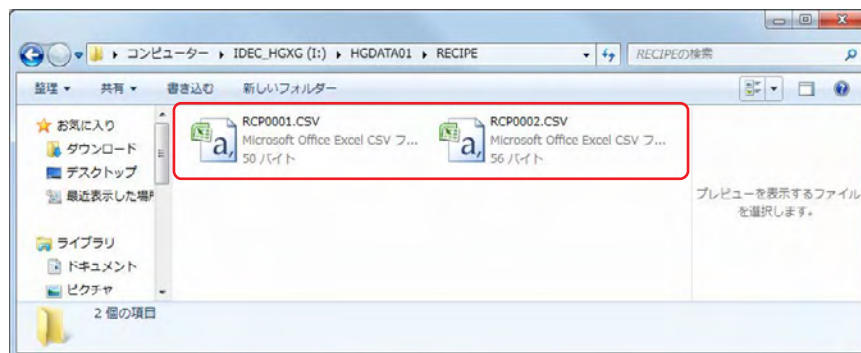 コンピューター ▸ IDEC_HGXG (I:) ▸ HGDATA01 ▸ RECIPE
RECIPEの検索
整理 共有 書き込む 新しいフォルダー
お気に入り
ダウンロード
デスクトップ
最近表示した場所
ライブラリ
ドキュメント
ピクチャ
RCP0001.CSV
Microsoft Office Excel CSV フ...
50 バイト
RCP0002.CSV
Microsoft Office Excel CSV フ...
56 バイト
プレビューを表示するファイル
を選択します。
2 個の項目